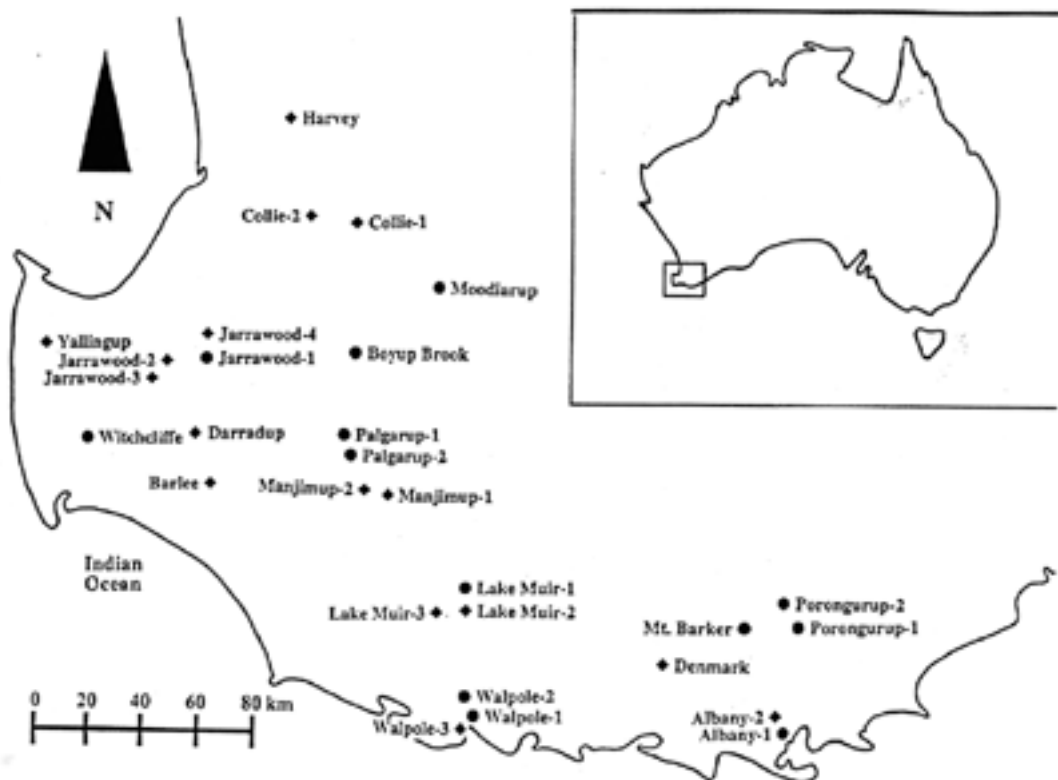 Harvey
N
Collie-2
Collie-1
Moodiarup
Yallingup
Jarrawood-4
Jarrawood-2
Jarrawood-1
Boyup Brook
Jarrawood-3
Witchcliffe
Darradup
Palgarup-1
Palgarup-2
Barlee
Manjimup-2
Manjimup-1
Indian
Ocean
Lake Muir-1
Lake Muir-3
Lake Muir-2
Porongurup-2
Mt. Barker
Porongurup-1
Denmark
0 20 40 60 80 km
Walpole-2
Walpole-1
Walpole-3
Albany-2
Albany-1